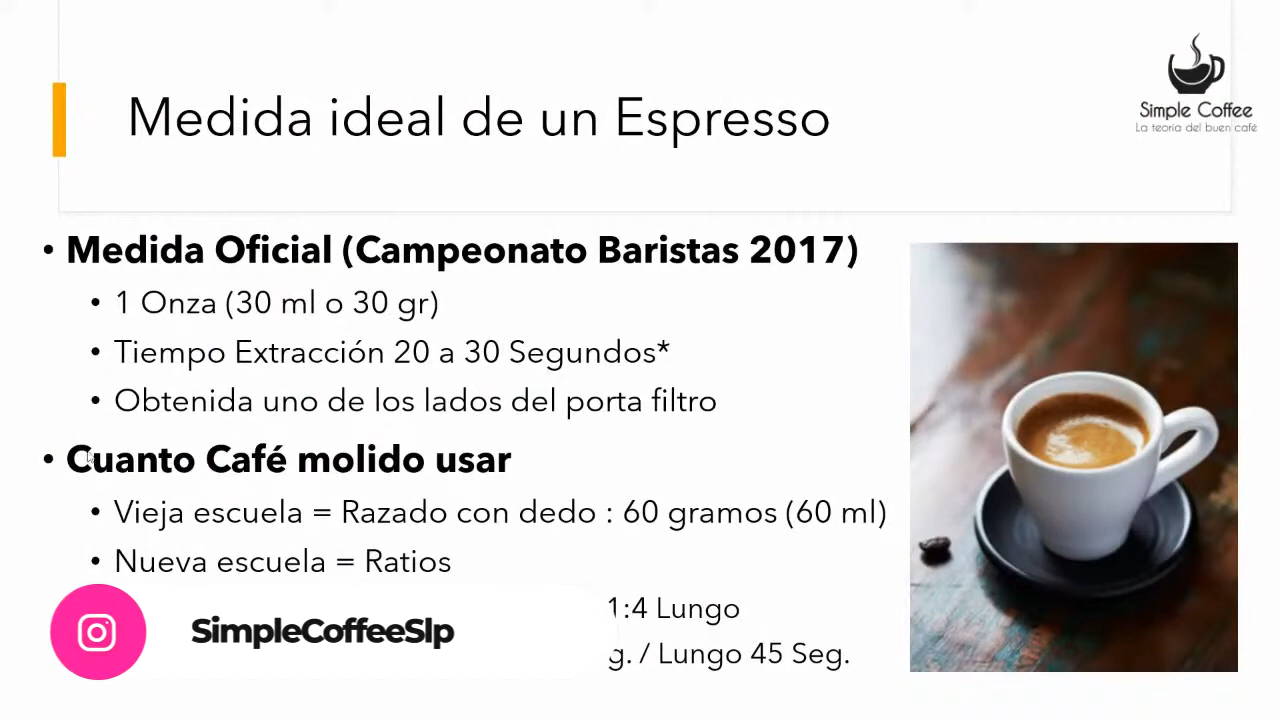 Simple Coffee
La teoría del buen café
Medida ideal de un Espresso
• Medida Oficial (Campeonato Baristas 2017)
• 1 Onza (30 ml o 30 gr)
• Tiempo Extracción 20 a 30 Segundos*
• Obtenida uno de los lados del porta filtro
• Cuanto Café molido usar
• Vieja escuela = Razado con dedo : 60 gramos (60 ml)
• Nueva escuela = Ratios
1:4 Lungo
g. / Lungo 45 Seg.
SimpleCoffeeSlp